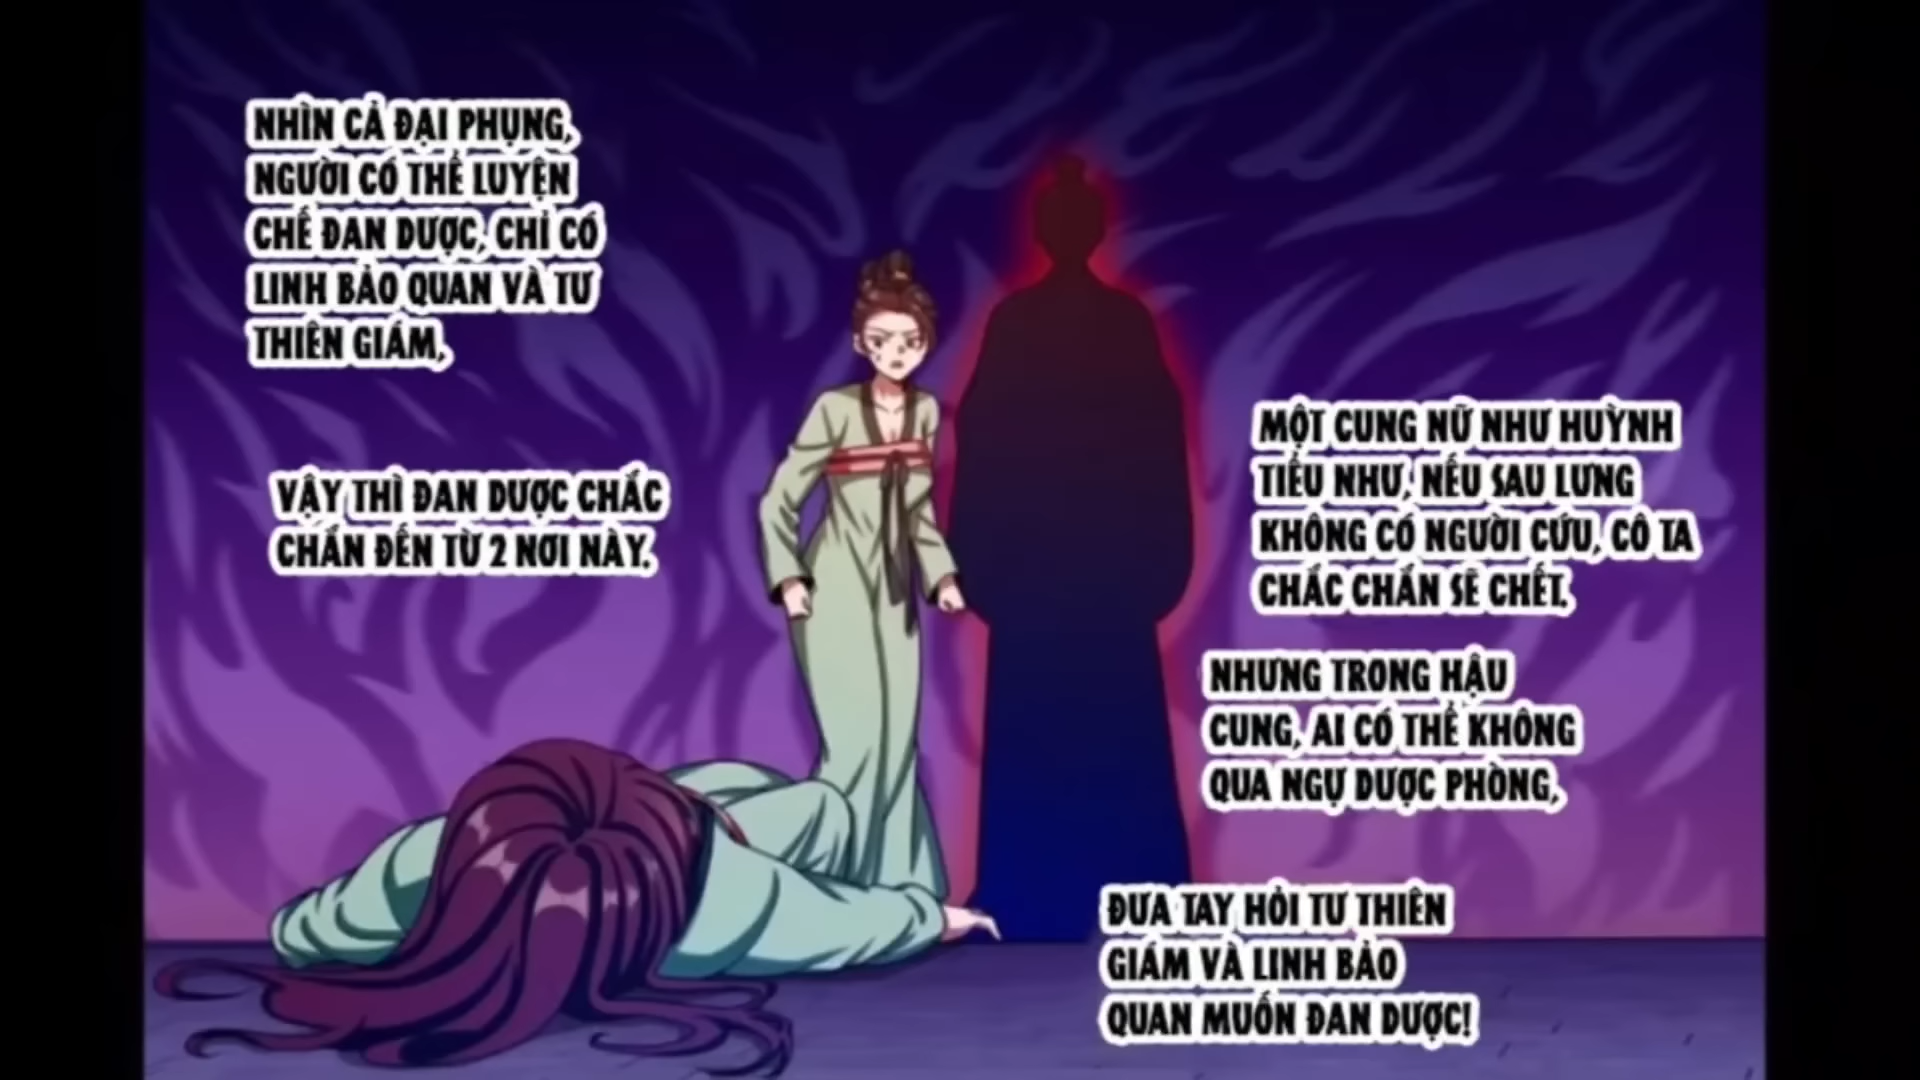 NHÌN CẢ ĐẠI PHỤNG,
NGƯỜI CÓ THỂ LUYỆN
CHẾ ĐAN DƯỢC, CHỈ CÓ
LINH BẢO QUAN VÀ TƯ
THIÊN GIÁM,
VẬY THÌ ĐAN DƯỢC CHẮC
CHẮN ĐẾN TỪ 2 NƠI NÀY.
MỘT CUNG NỮ NHƯ HUỲNH
TIỂU NHƯ, NẾU SAU LƯNG
KHÔNG CÓ NGƯỜI CỨU, CÔ TA
CHẮC CHẮN SẼ CHẾT.
NHƯNG TRONG HẬU
CUNG, AI CÓ THỂ KHÔNG
QUA NGỰ DƯỢC PHÒNG,
ĐƯA TAY HỎI TƯ THIÊN
GIÁM VÀ LINH BẢO
QUAN MUỐN ĐAN DƯỢC!